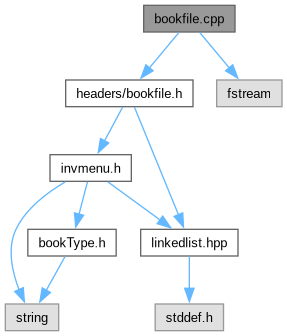 bookfile.cpp
headers/bookfile.h
fstream
invmenu.h
bookType.h
linkedlist.hpp
string
stddef.h